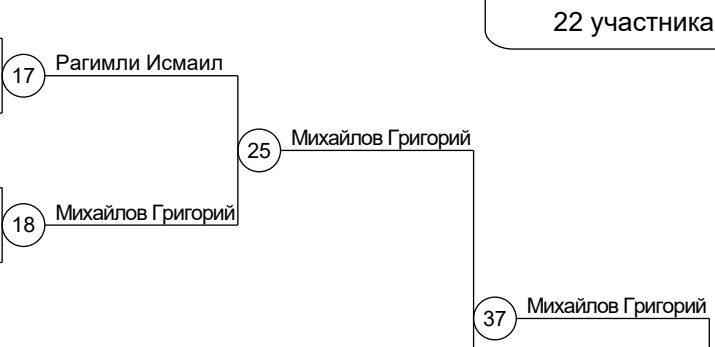 22 участника
17 Рагимли Исмаил
25 Михайлов Григорий
18 Михайлов Григорий
37 Михайлов Григорий